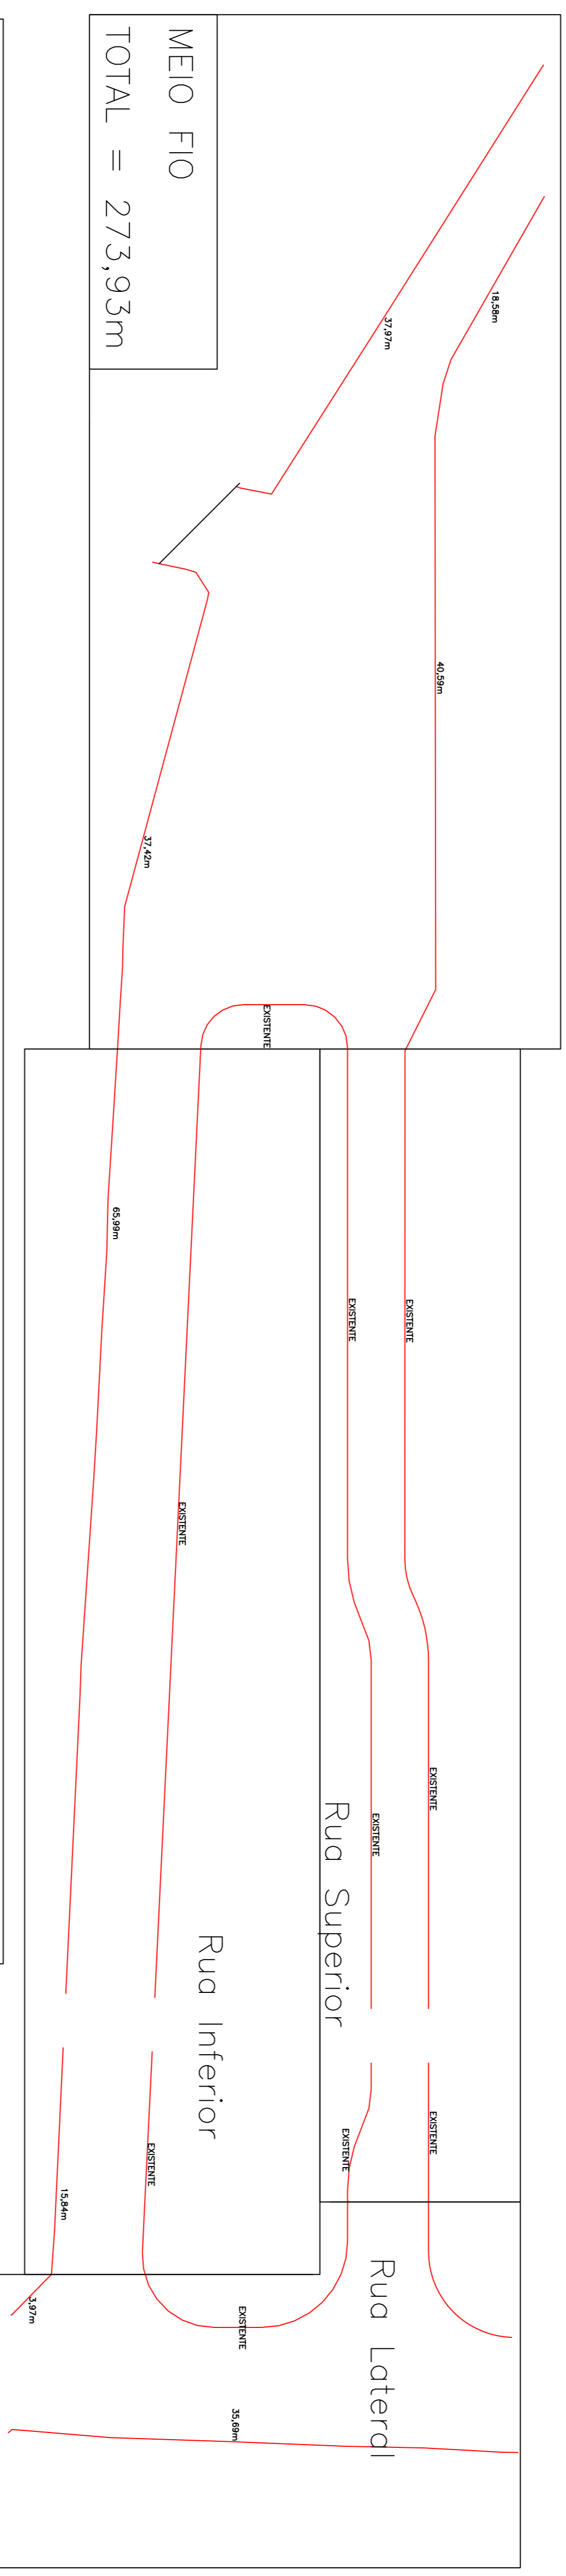 MEIO FIO
TOTAL = 273,93m
18,58m
37,97m
40,59m
37,42m
EXISTENTE
65,99m
EXISTENTE
EXISTENTE
EXISTENTE
EXISTENTE
EXISTENTE
Rua Superior
Rua Inferior
EXISTENTE
EXISTENTE
EXISTENTE
15,84m
Rua Lateral
3,97m
EXISTENTE
35,69m